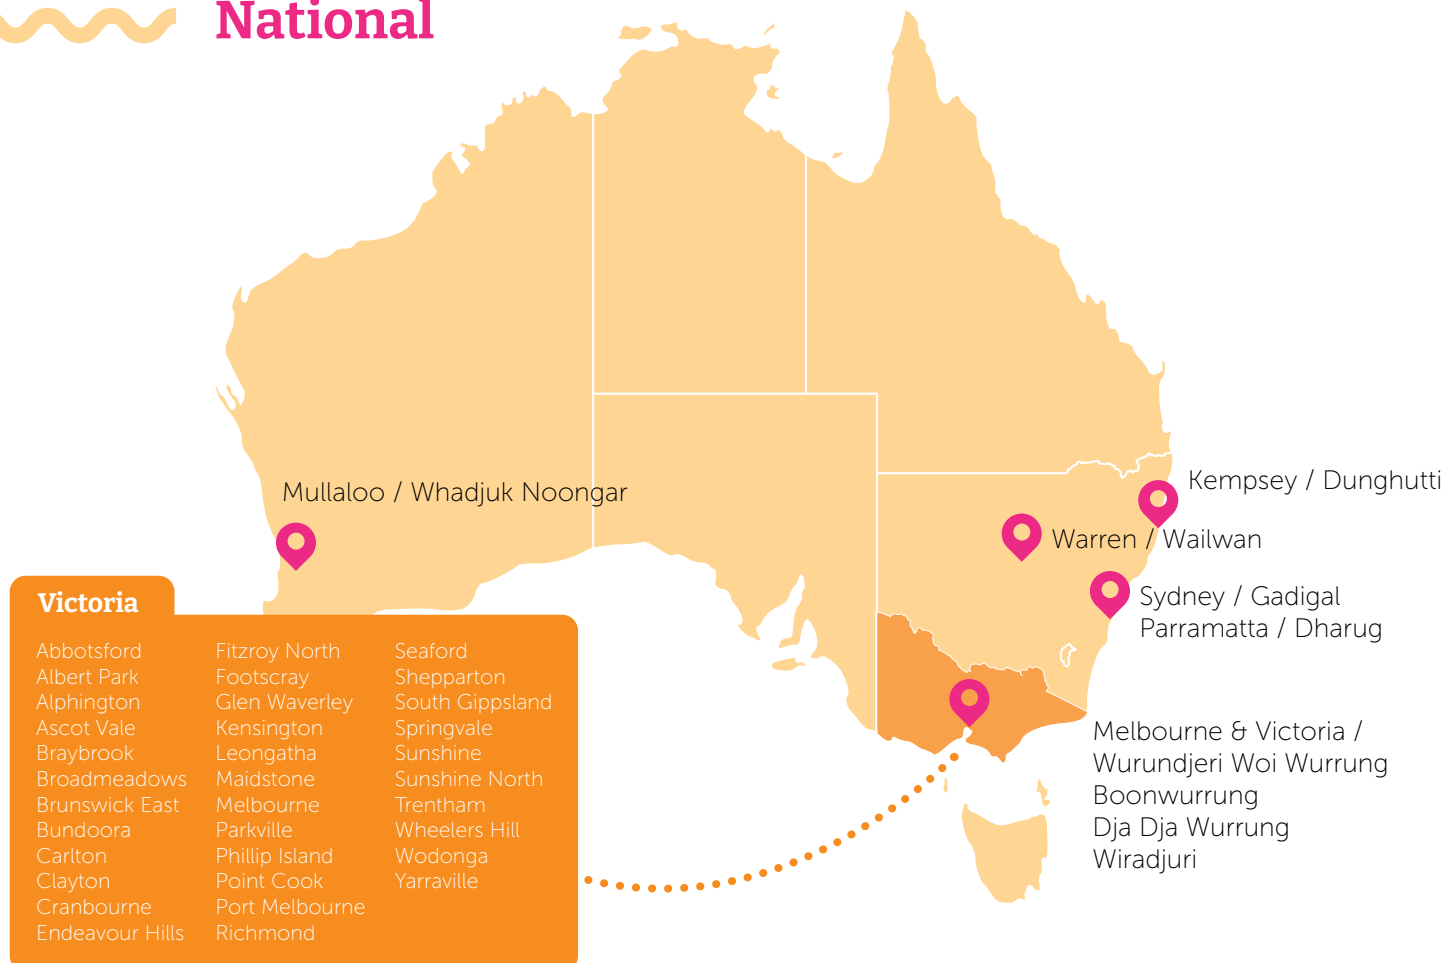 National
Mullaloo / Whadjuk Noongar
Kempsey / Dunghutti
Warren / Wailwan
Sydney / Gadigal
Parramatta / Dharug
Melbourne & Victoria /
Wurundjeri Woi Wurrung
Boonwurrung
Dja Dja Wurrung
Wiradjuri
Victoria
Abbotsford
Albert Park
Alphington
Ascot Vale
Braybrook
Broadmeadows
Brunswick East
Bundoora
Carlton
Clayton
Cranbourne
Endeavour Hills
Fitzroy North
Footscray
Glen Waverley
Kensington
Leongatha
Maidstone
Melbourne
Parkville
Phillip Island
Point Cook
Port Melbourne
Richmond
Seaford
Shepparton
South Gippsland
Springvale
Sunshine
Sunshine North
Trentham
Wheelers Hill
Wodonga
Yarraville